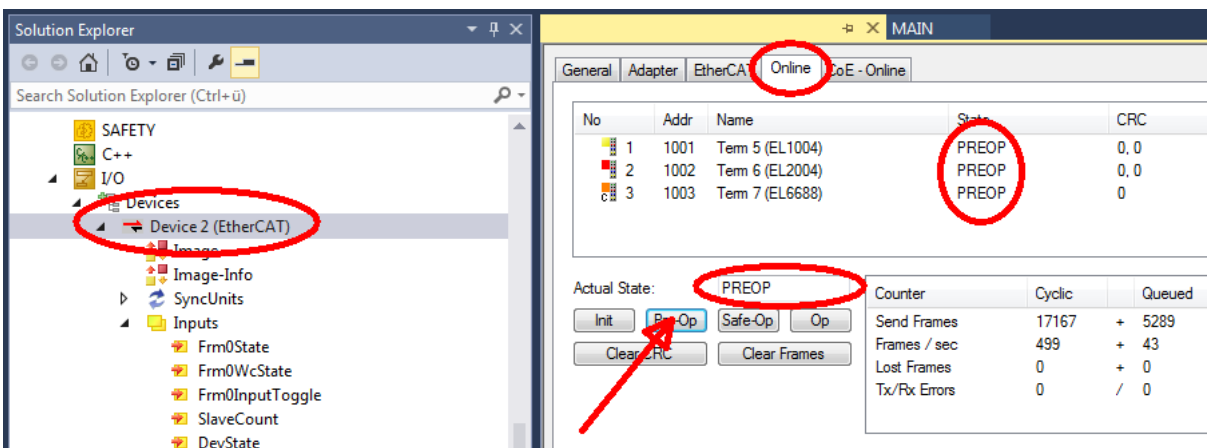 Solution Explorer
Search Solution Explorer (Ctrl+ü)
SAFETY
C++
I/O
Devices
Device 2 (EtherCAT)
Image
Image-Info
SyncUnits
Inputs
Frm0State
Frm0WcState
Frm0InputToggle
SlaveCount
DevState
MAIN
General Adapter EtherCAT Online CoE - Online
No Addr Name State CRC
1 1001 Term 5 (EL1004) PREOP 0, 0
2 1002 Term 6 (EL2004) PREOP 0, 0
3 1003 Term 7 (EL6688) PREOP 0
Actual State: PREOP
Init Pre-Op Safe-Op Op
Clear CRC Clear Frames
Counter Cyclic Queued
Send Frames 17167 + 5289
Frames / sec 499 + 43
Lost Frames 0 + 0
Tx/Rx Errors 0 / 0